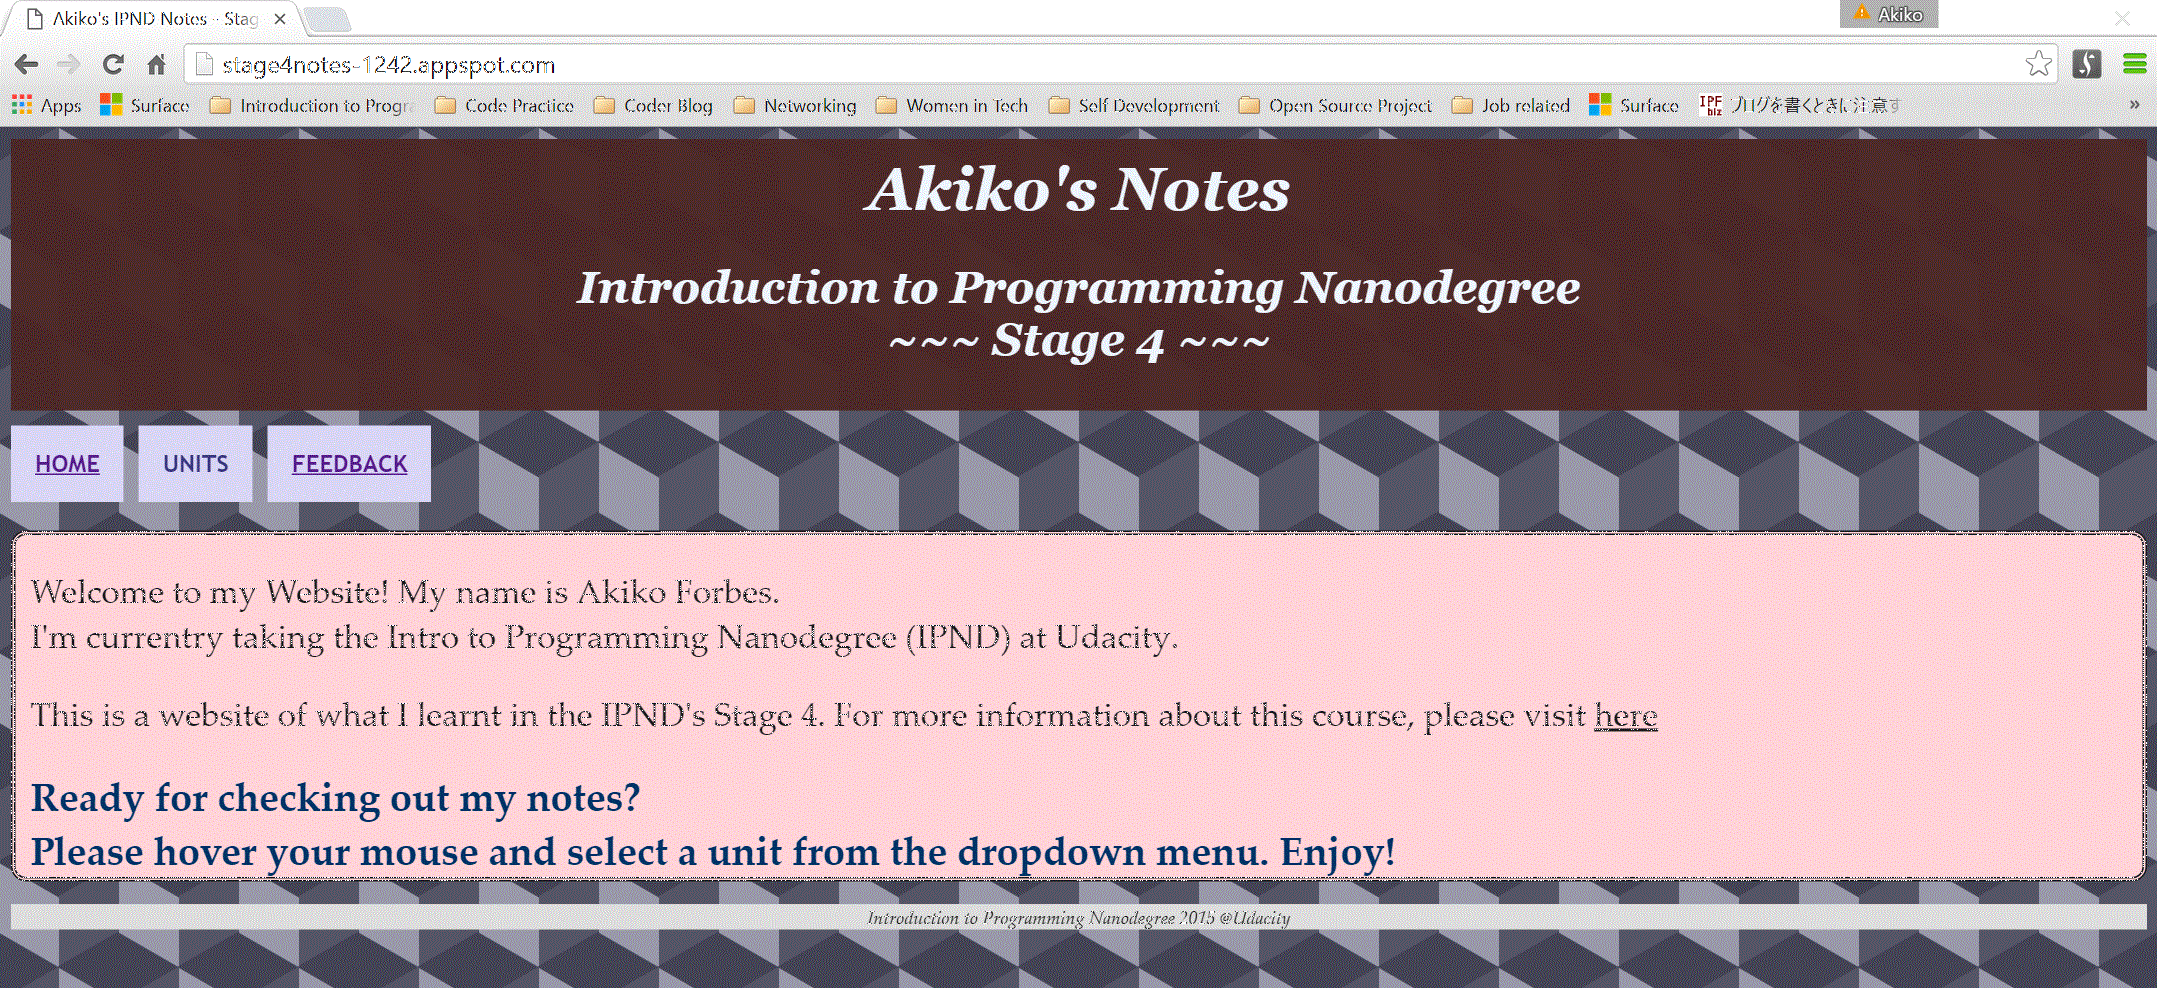 Akiko's IPND Notes - Stag
Akiko
stage4notes-1242.appspot.com
Apps Surface Introduction to Progra Code Practice Coder Blog Networking Women in Tech Self Development Open Source Project Job related Surface IPF biz ブログを書くときに注意す »
Akiko's Notes
Introduction to Programming Nanodegree
~~~ Stage 4 ~~~
HOME UNITS FEEDBACK
Welcome to my Website! My name is Akiko Forbes.
I'm currentry taking the Intro to Programming Nanodegree (IPND) at Udacity.
This is a website of what I learnt in the IPND's Stage 4. For more information about this course, please visit here
Ready for checking out my notes?
Please hover your mouse and select a unit from the dropdown menu. Enjoy!
Introduction to Programming Nanodegree 2015 @Udacity